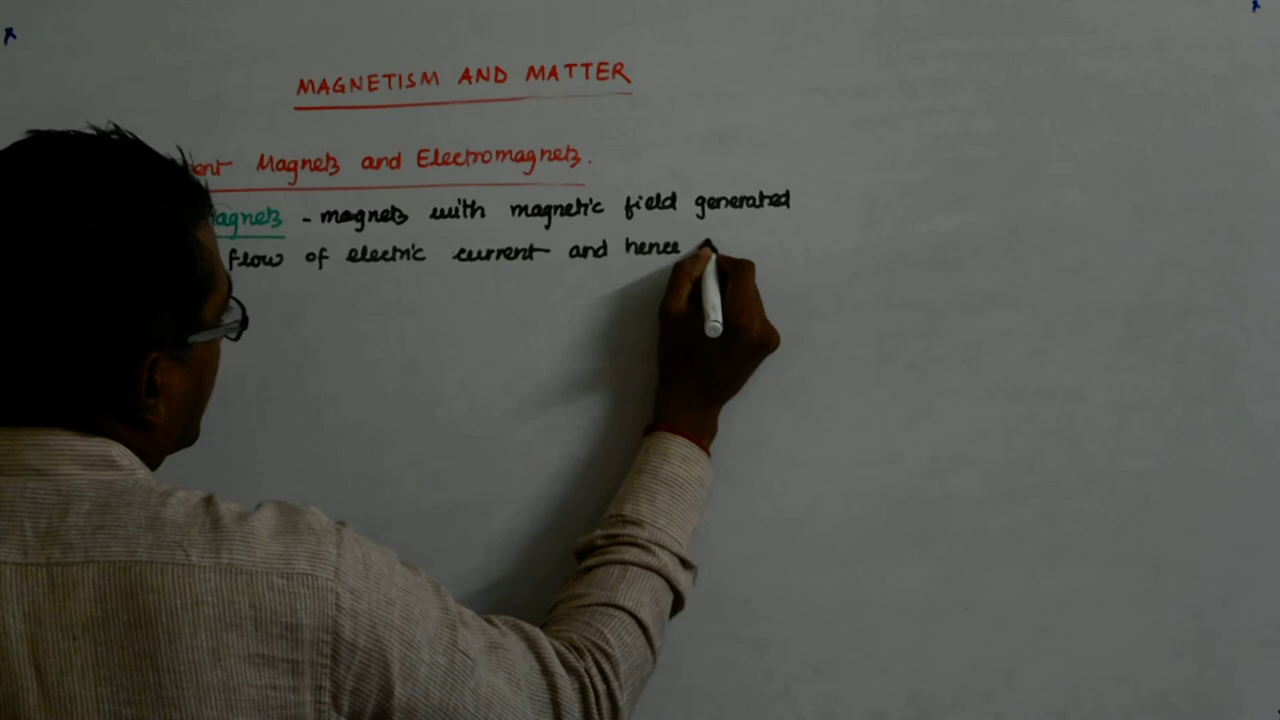 MAGNETISM AND MATTER
Magnets and Electromagnets.
- magnets with magnetic field generated
flow of electric current and hence